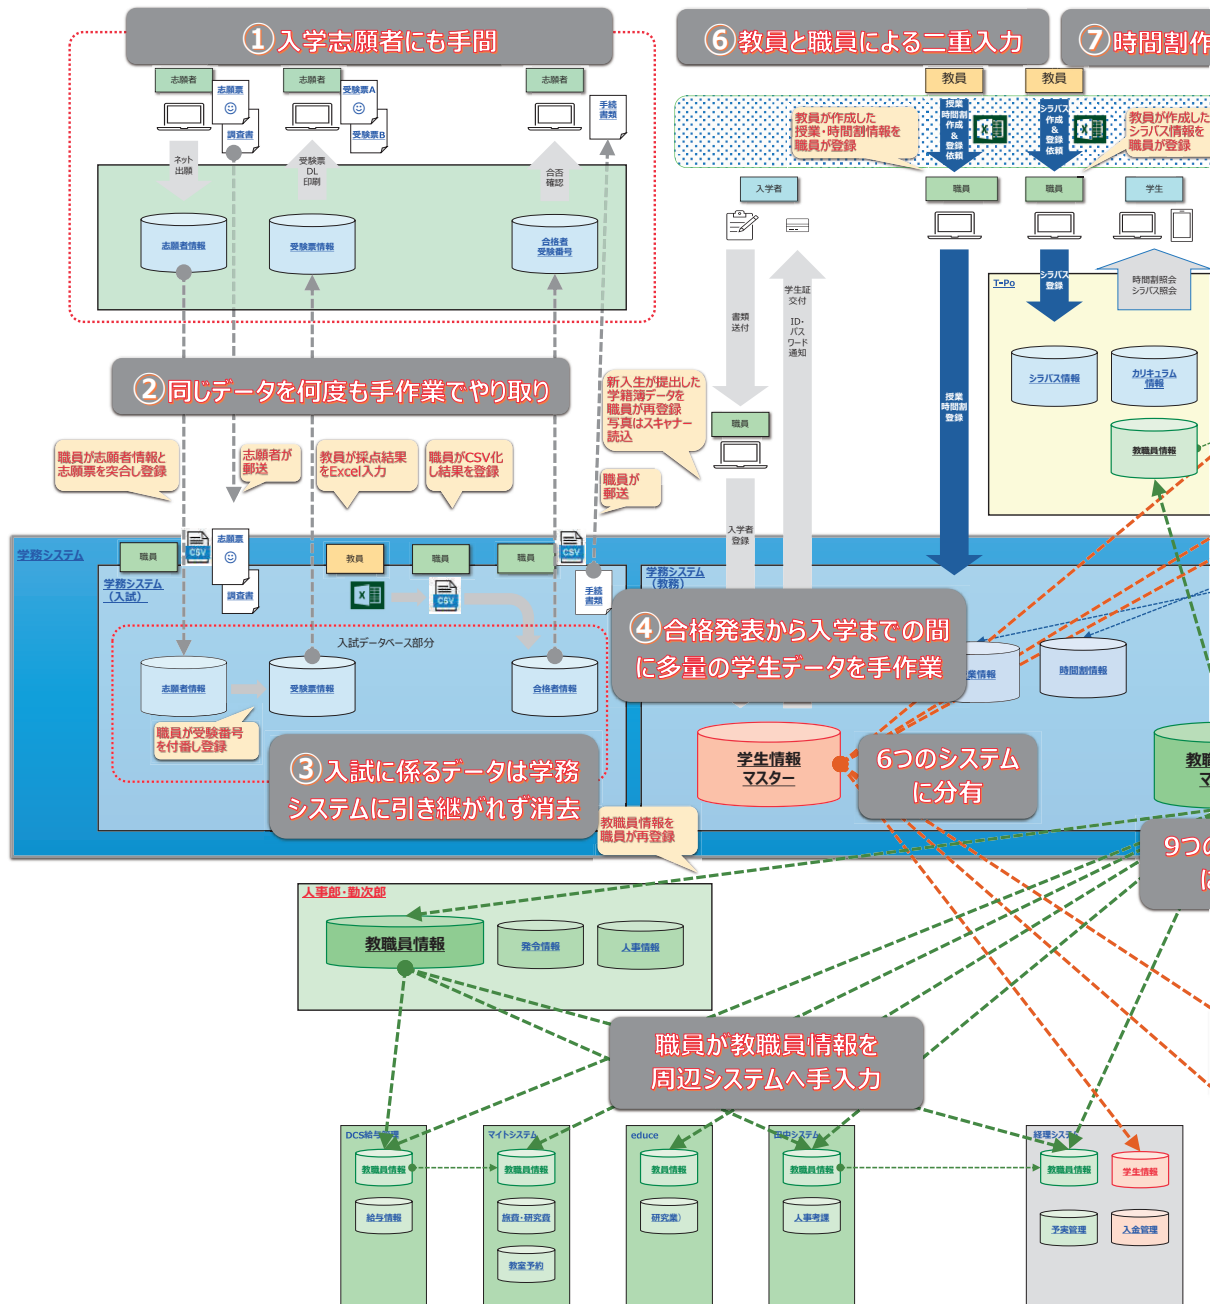 ①入学志願者にも手間
⑥教員と職員による二重入力
⑦時間割作
志願者
志願者
志願者
教員
教員
志願票
調査書
受験票A
受験票B
手続
書類
ネット
出願
受験票
DL
印刷
合否
確認
教員が作成した
授業・時間割情報を
職員が登録
授業
時間割
作成
&
登録
依頼
シラバス
作成
&
登録
依頼
教員が作成した
シラバス情報を
職員が登録
入学者
職員
職員
学生
志願者情報
受験票情報
合格者
受験番号
書類
送付
学生証
交付
ID・
パス
ワード
通知
授業
時間割
登録
シラバス
登録
T-Po
時間割照会
シラバス照会
シラバス情報
カリキュラム
情報
教職員情報
②同じデータを何度も手作業でやり取り
新入生が提出した
学籍簿データを
職員が再登録
写真はスキャナー
読込
職員
職員が志願者情報と
志願票を突合し登録
志願者が
郵送
教員が採点結果
をExcel入力
職員がCSV化
し結果を登録
職員が
郵送
入学者
登録
学務システム
職員
CSV
志願票
調査書
教員
職員
職員
CSV
CSV
手続
書類
学務システム
（入試）
学務システム
（教務）
入試データベース部分
志願者情報
受験票情報
合格者情報
職員が受験番号
を付番し登録
③入試に係るデータは学務
システムに引き継がれず消去
④合格発表から入学までの間
に多量の学生データを手作業
業情報
時間割情報
学生情報
マスター
6つのシステム
に分有
教職
マ
教職員情報を
職員が再登録
9つの
に
人事郎・勤次郎
教職員情報
発令情報
人事情報
職員が教職員情報を
周辺システムへ手入力
DCS給与管理
教職員情報
給与情報
マイトシステム
教職員情報
旅費・研究費
教室予約
educe
教員情報
研究業）
田中システム
教職員情報
人事考課
経理システム
教職員情報
学生情報
予実管理
入金管理